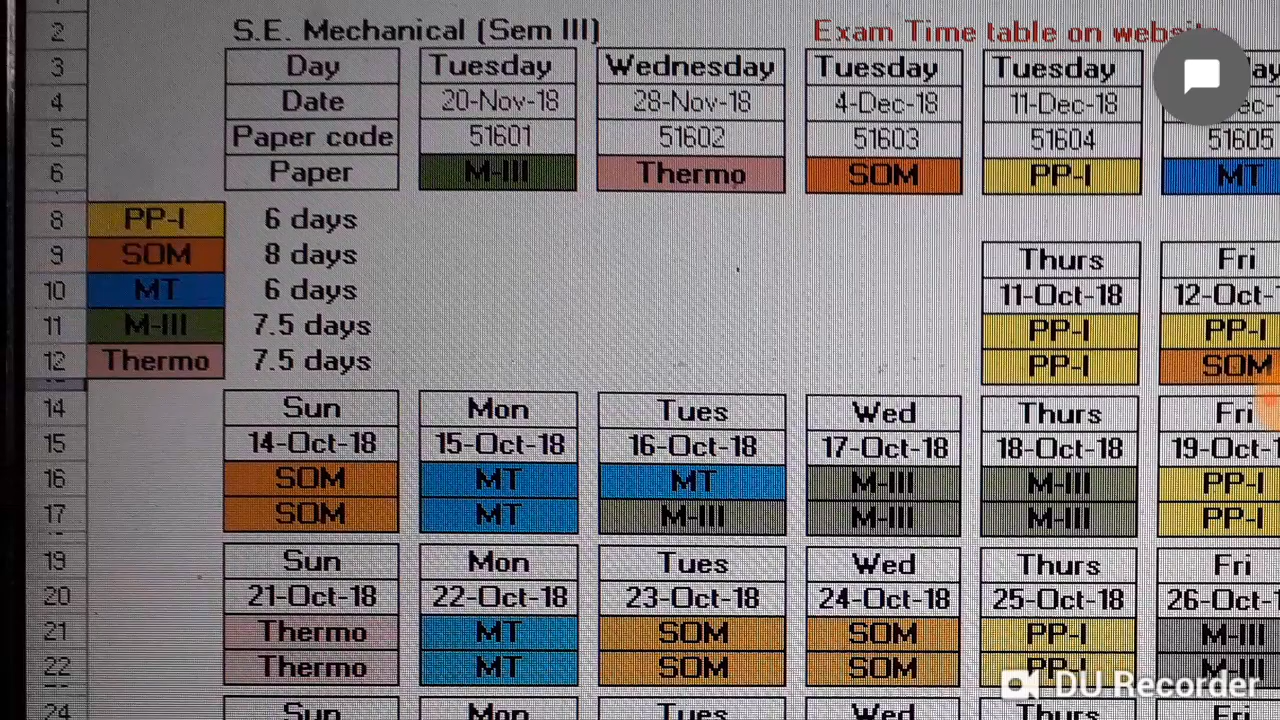 2 S.E. Mechanical (Sem III) Exam Time table on website
3 Day Tuesday Wednesday Tuesday Tuesday
4 Date 20-Nov-18 28-Nov-18 4-Dec-18 11-Dec-18
5 Paper code 51601 51602 51603 51604 51605
6 Paper M-III Thermo SOM PP-I MT
8 PP-I 6 days
9 SOM 8 days Thurs Fri
10 MT 6 days 11-Oct-18 12-Oct-
11 M-III 7.5 days PP-I PP-I
12 Thermo 7.5 days PP-I SOM
14 Sun Mon Tues Wed Thurs Fri
15 14-Oct-18 15-Oct-18 16-Oct-18 17-Oct-18 18-Oct-18 19-Oct-
16 SOM MT MT M-III M-III PP-I
17 SOM MT M-III M-III M-III PP-I
19 Sun Mon Tues Wed Thurs Fri
20 21-Oct-18 22-Oct-18 23-Oct-18 24-Oct-18 25-Oct-18 26-Oct-
21 Thermo MT SOM SOM PP-I M-III
22 Thermo MT SOM SOM PP-I M-III
DU Recorder
24 Sun Mon Tues Wed Thurs Fri